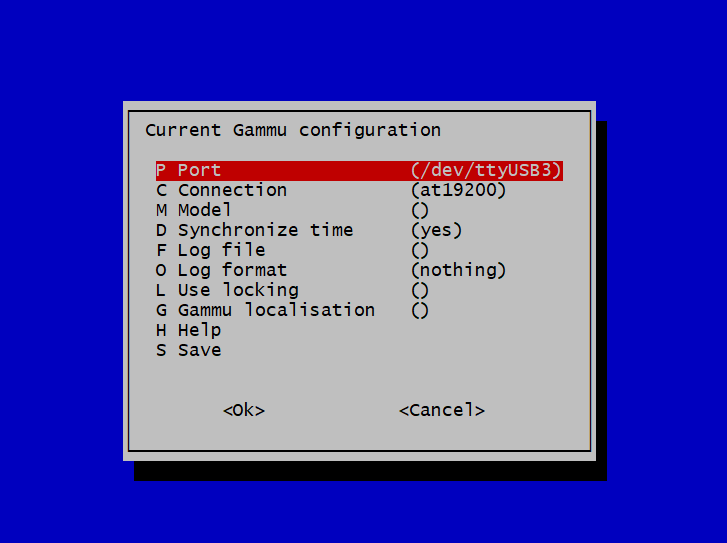 Current Gammu configuration
P Port (/dev/ttyUSB3)
C Connection (at19200)
M Model ()
D Synchronize time (yes)
F Log file ()
O Log format (nothing)
L Use locking ()
G Gammu localisation ()
H Help
S Save
<Ok> <Cancel>